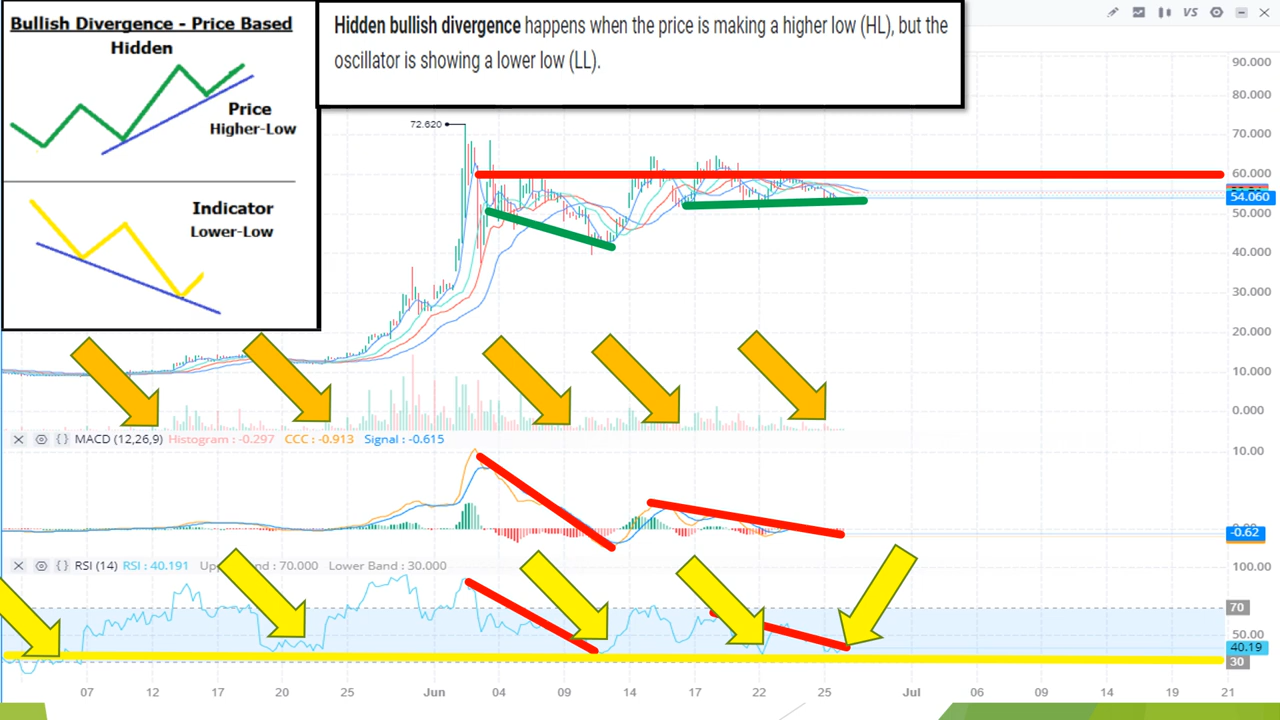 Bullish Divergence - Price Based
Hidden
Price
Higher-Low
Indicator
Lower-Low
Hidden bullish divergence happens when the price is making a higher low (HL), but the
oscillator is showing a lower low (LL).
VS
90.000
80.000
72.620
70.000
60.000
54.060
50.000
40.000
30.000
20.000
10.000
0.000
MACD (12,26,9) Histogram : -0.297 CCC : -0.913 Signal : -0.615
10.00
-0.62
RSI (14) RSI : 40.191 : 70.000 Lower Band : 30.000
100.00
70
50.00
40.19
30
07 12 17 20 25 Jun 04 09 14 17 22 25 Jul 06 09 14 19 21